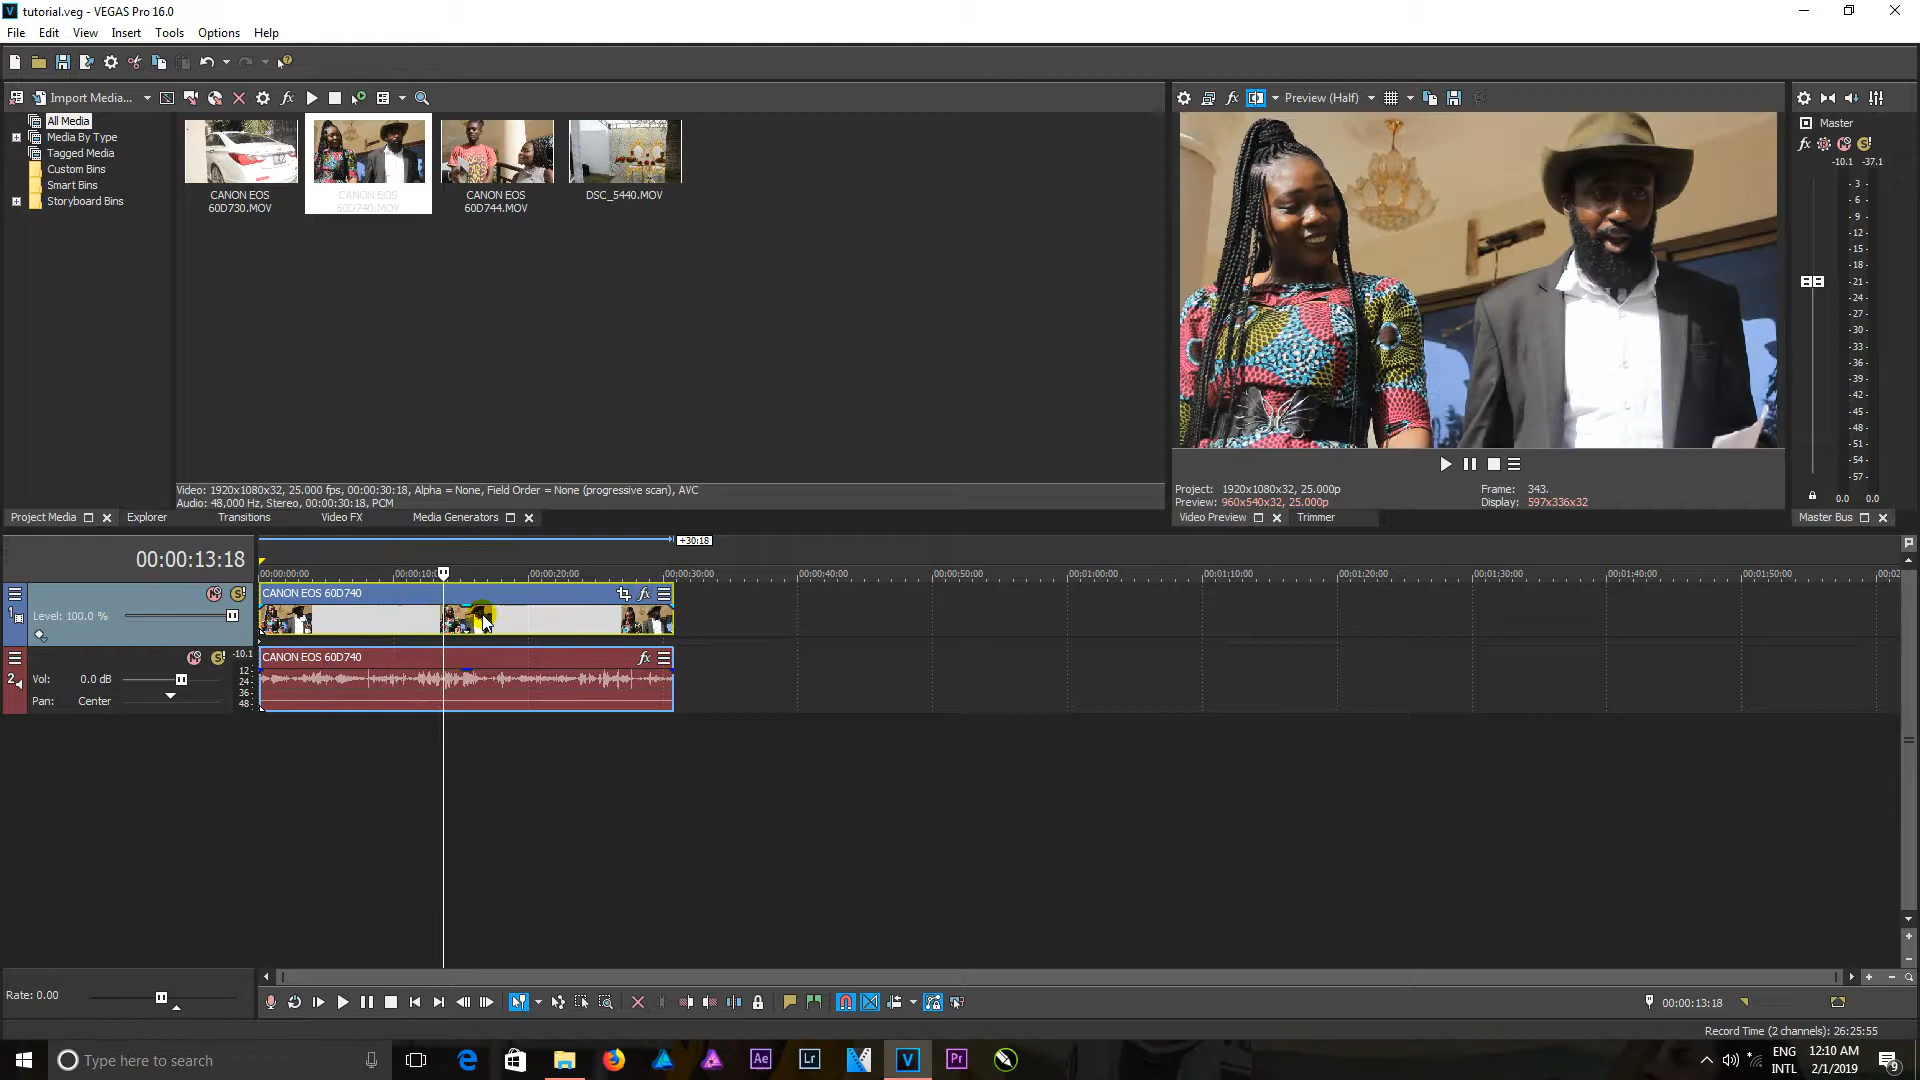 tutorial.veg - VEGAS Pro 16.0
File Edit View Insert Tools Options Help
Import Media... Preview (Half)
All Media
Media By Type
Tagged Media
Custom Bins
Smart Bins
Storyboard Bins
CANON EOS 60D730.MOV
CANON EOS 60D740.MOV
CANON EOS 60D744.MOV
DSC_5440.MOV
Master
-10.1 -37.1
3
6
9
12
15
18
21
24
27
30
33
36
39
42
45
48
51
54
57
0.0 0.0
Video: 1920x1080x32, 25.000 fps, 00:00:30:18, Alpha = None, Field Order = None (progressive scan), AVC
Audio: 48,000 Hz, Stereo, 00:00:30:18, PCM
Project: 1920x1080x32, 25.000p Frame: 343.
Preview: 960x540x32, 25.000p Display: 597x336x32
Project Media Explorer Transitions Video FX Media Generators Video Preview Trimmer Master Bus
+30:18
00:00:13:18
00:00:00:00 00:00:10:0 00:00:20:00 00:00:30:00 00:00:40:00 00:00:50:00 00:01:00:00 00:01:10:00 00:01:20:00 00:01:30:00 00:01:40:00 00:01:50:00 00:02
1 CANON EOS 60D740
Level: 100.0 %
-10.1 CANON EOS 60D740
2 Vol: 0.0 dB
Pan: Center
12
24
36
48
Rate: 0.00
00:00:13:18
Record Time (2 channels): 26:25:55
Type here to search
Ae Lr V Pr
ENG
INTL
12:10 AM
2/1/2019
9